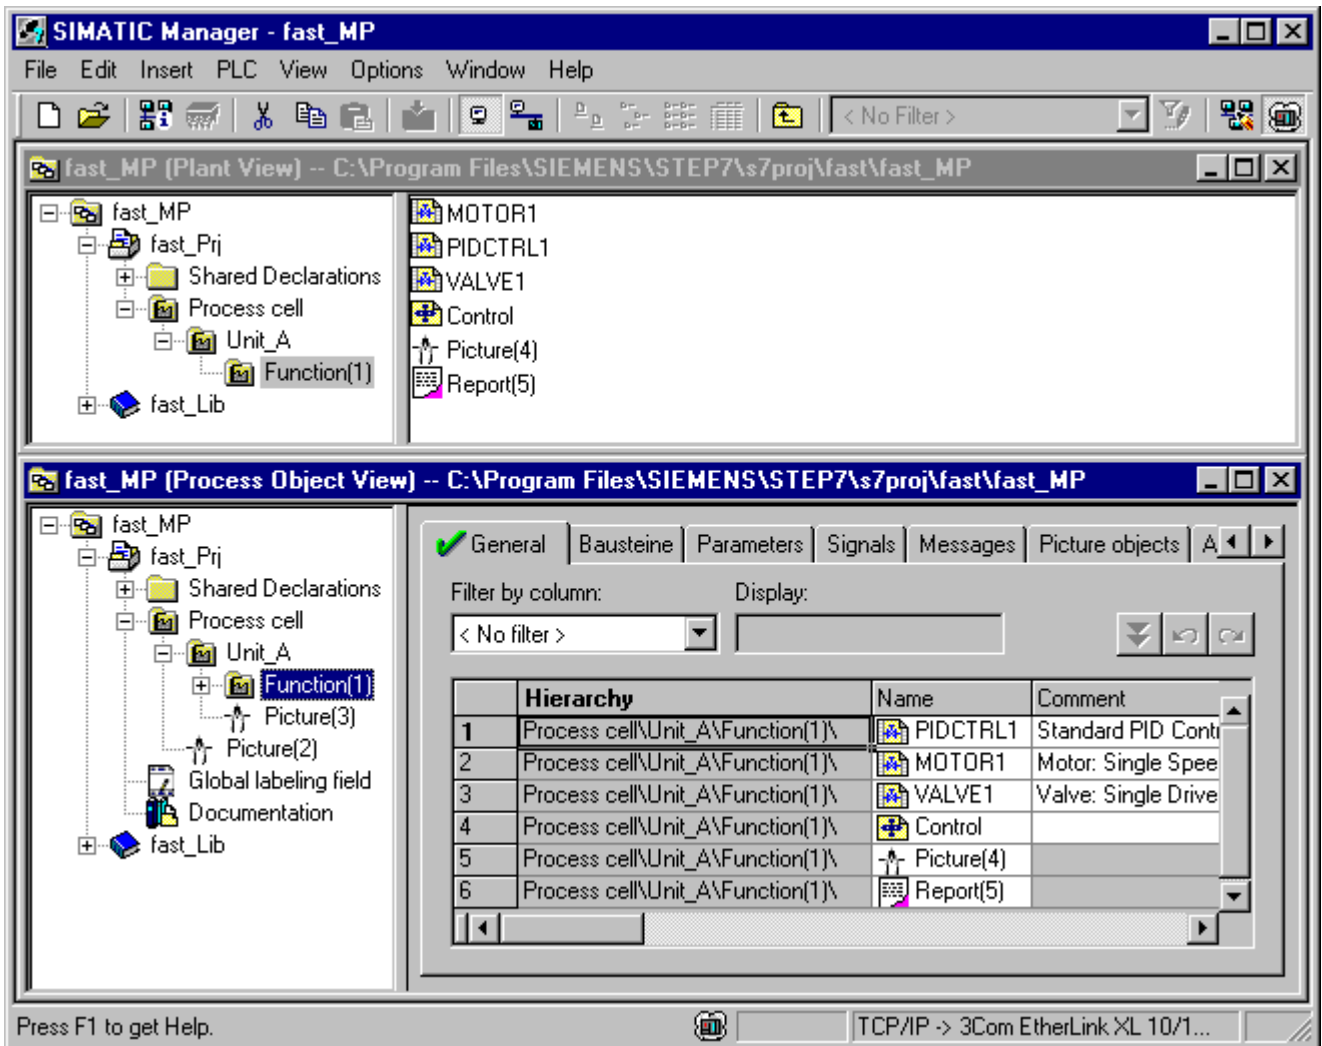 SIMATIC Manager - fast_MP
File Edit Insert PLC View Options Window Help
< No Filter >
fast_MP (Plant View) -- C:\Program Files\SIEMENS\STEP7\s7proj\fast\fast_MP
fast_MP
fast_Prj
Shared Declarations
Process cell
Unit_A
Function(1)
fast_Lib
MOTOR1
PIDCTRL1
VALVE1
Control
Picture(4)
Report(5)
fast_MP (Process Object View) -- C:\Program Files\SIEMENS\STEP7\s7proj\fast\fast_MP
fast_MP
fast_Prj
Shared Declarations
Process cell
Unit_A
Function(1)
Picture(3)
Picture(2)
Global labeling field
Documentation
fast_Lib
General Bausteine Parameters Signals Messages Picture objects A
Filter by column: Display:
< No filter >
Hierarchy Name Comment
1 Process cell\Unit_A\Function(1)\ PIDCTRL1 Standard PID Contr
2 Process cell\Unit_A\Function(1)\ MOTOR1 Motor: Single Spee
3 Process cell\Unit_A\Function(1)\ VALVE1 Valve: Single Drive
4 Process cell\Unit_A\Function(1)\ Control
5 Process cell\Unit_A\Function(1)\ Picture(4)
6 Process cell\Unit_A\Function(1)\ Report(5)
Press F1 to get Help. TCP/IP -> 3Com EtherLink XL 10/1...